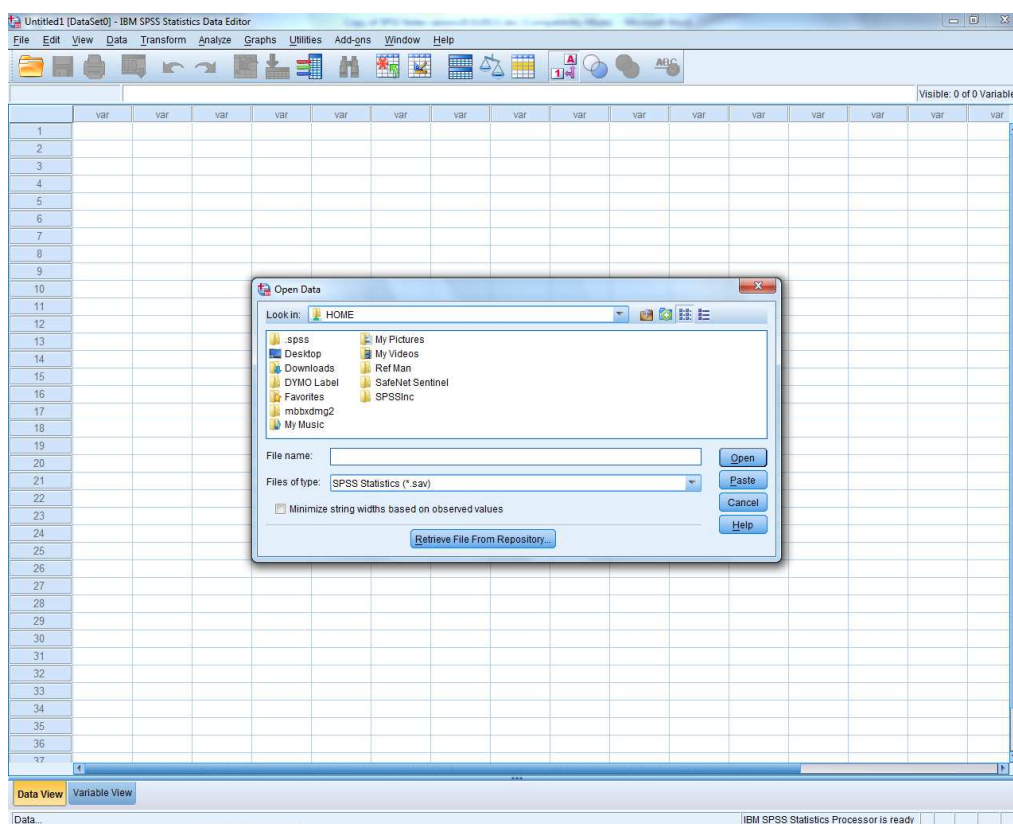 Untitled1 [DataSet0] - IBM SPSS Statistics Data Editor
File Edit View Data Transform Analyze Graphs Utilities Add-ons Window Help
Visible: 0 of 0 Variable
var var var var var var var var var var var var var var var var
1
2
3
4
5
6
7
8
9
10
11
12
13
14
15
16
17
18
19
20
21
22
23
24
25
26
27
28
29
30
31
32
33
34
35
36
37
Open Data
Look in: HOME
.spss My Pictures
Desktop My Videos
Downloads Ref Man
DYMO Label SafeNet Sentinel
Favorites SPSSInc
mbbxdmg2
My Music
File name:
Open
Files of type: SPSS Statistics (*.sav)
Paste
Minimize string widths based on observed values
Cancel
Help
Retrieve File From Repository...
Data View Variable View
Data... IBM SPSS Statistics Processor is ready